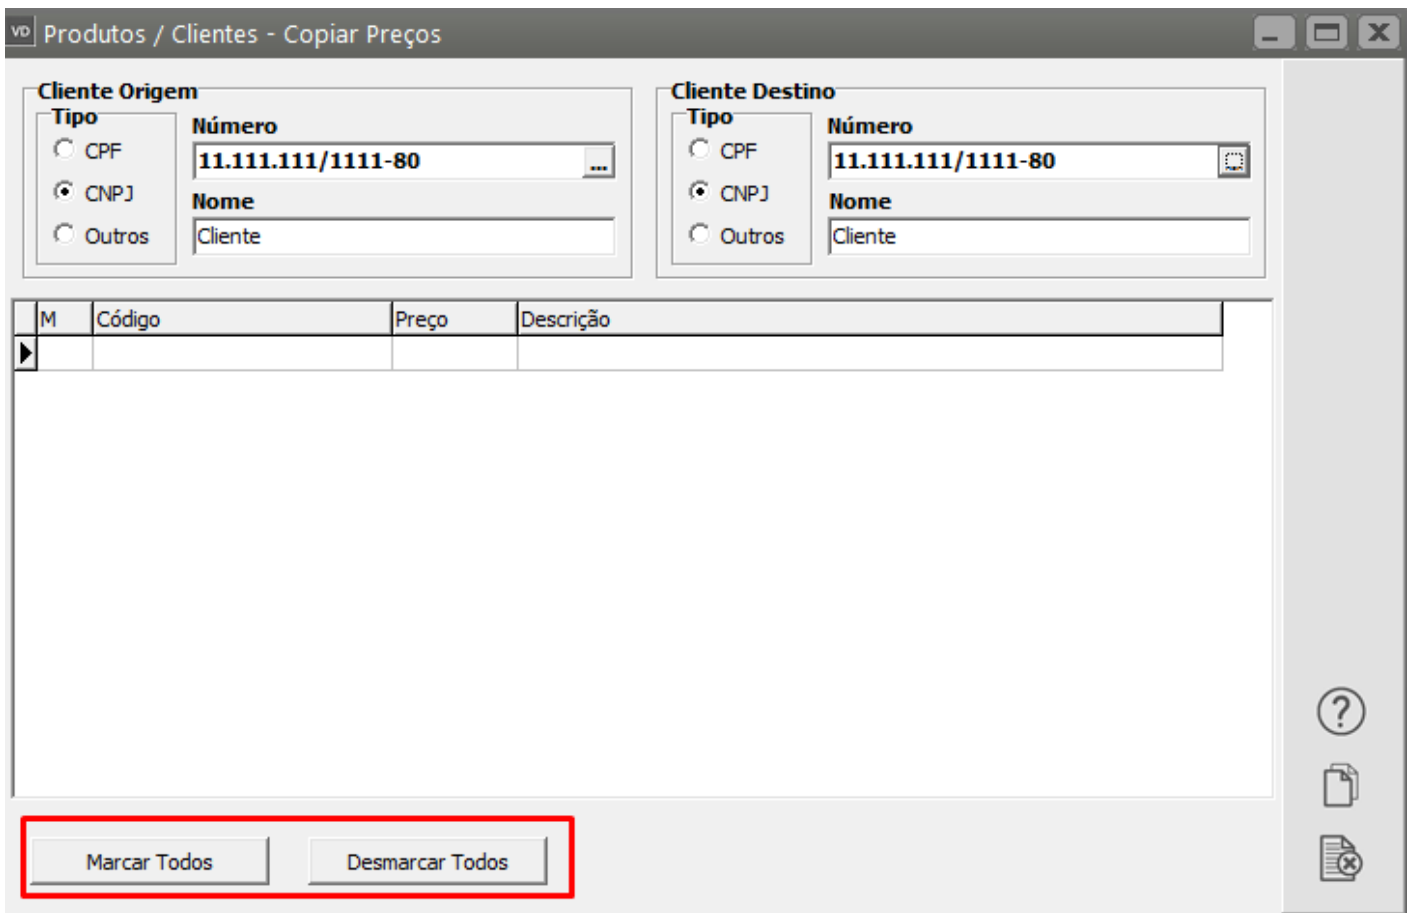 VD Produtos / Clientes - Copiar Preços
Cliente Origem
Tipo
CPF
CNPJ
Outros
Número
11.111.111/1111-80
...
Nome
Cliente
Cliente Destino
Tipo
CPF
CNPJ
Outros
Número
11.111.111/1111-80
...
Nome
Cliente
M Código Preço Descrição
?
Marcar Todos Desmarcar Todos